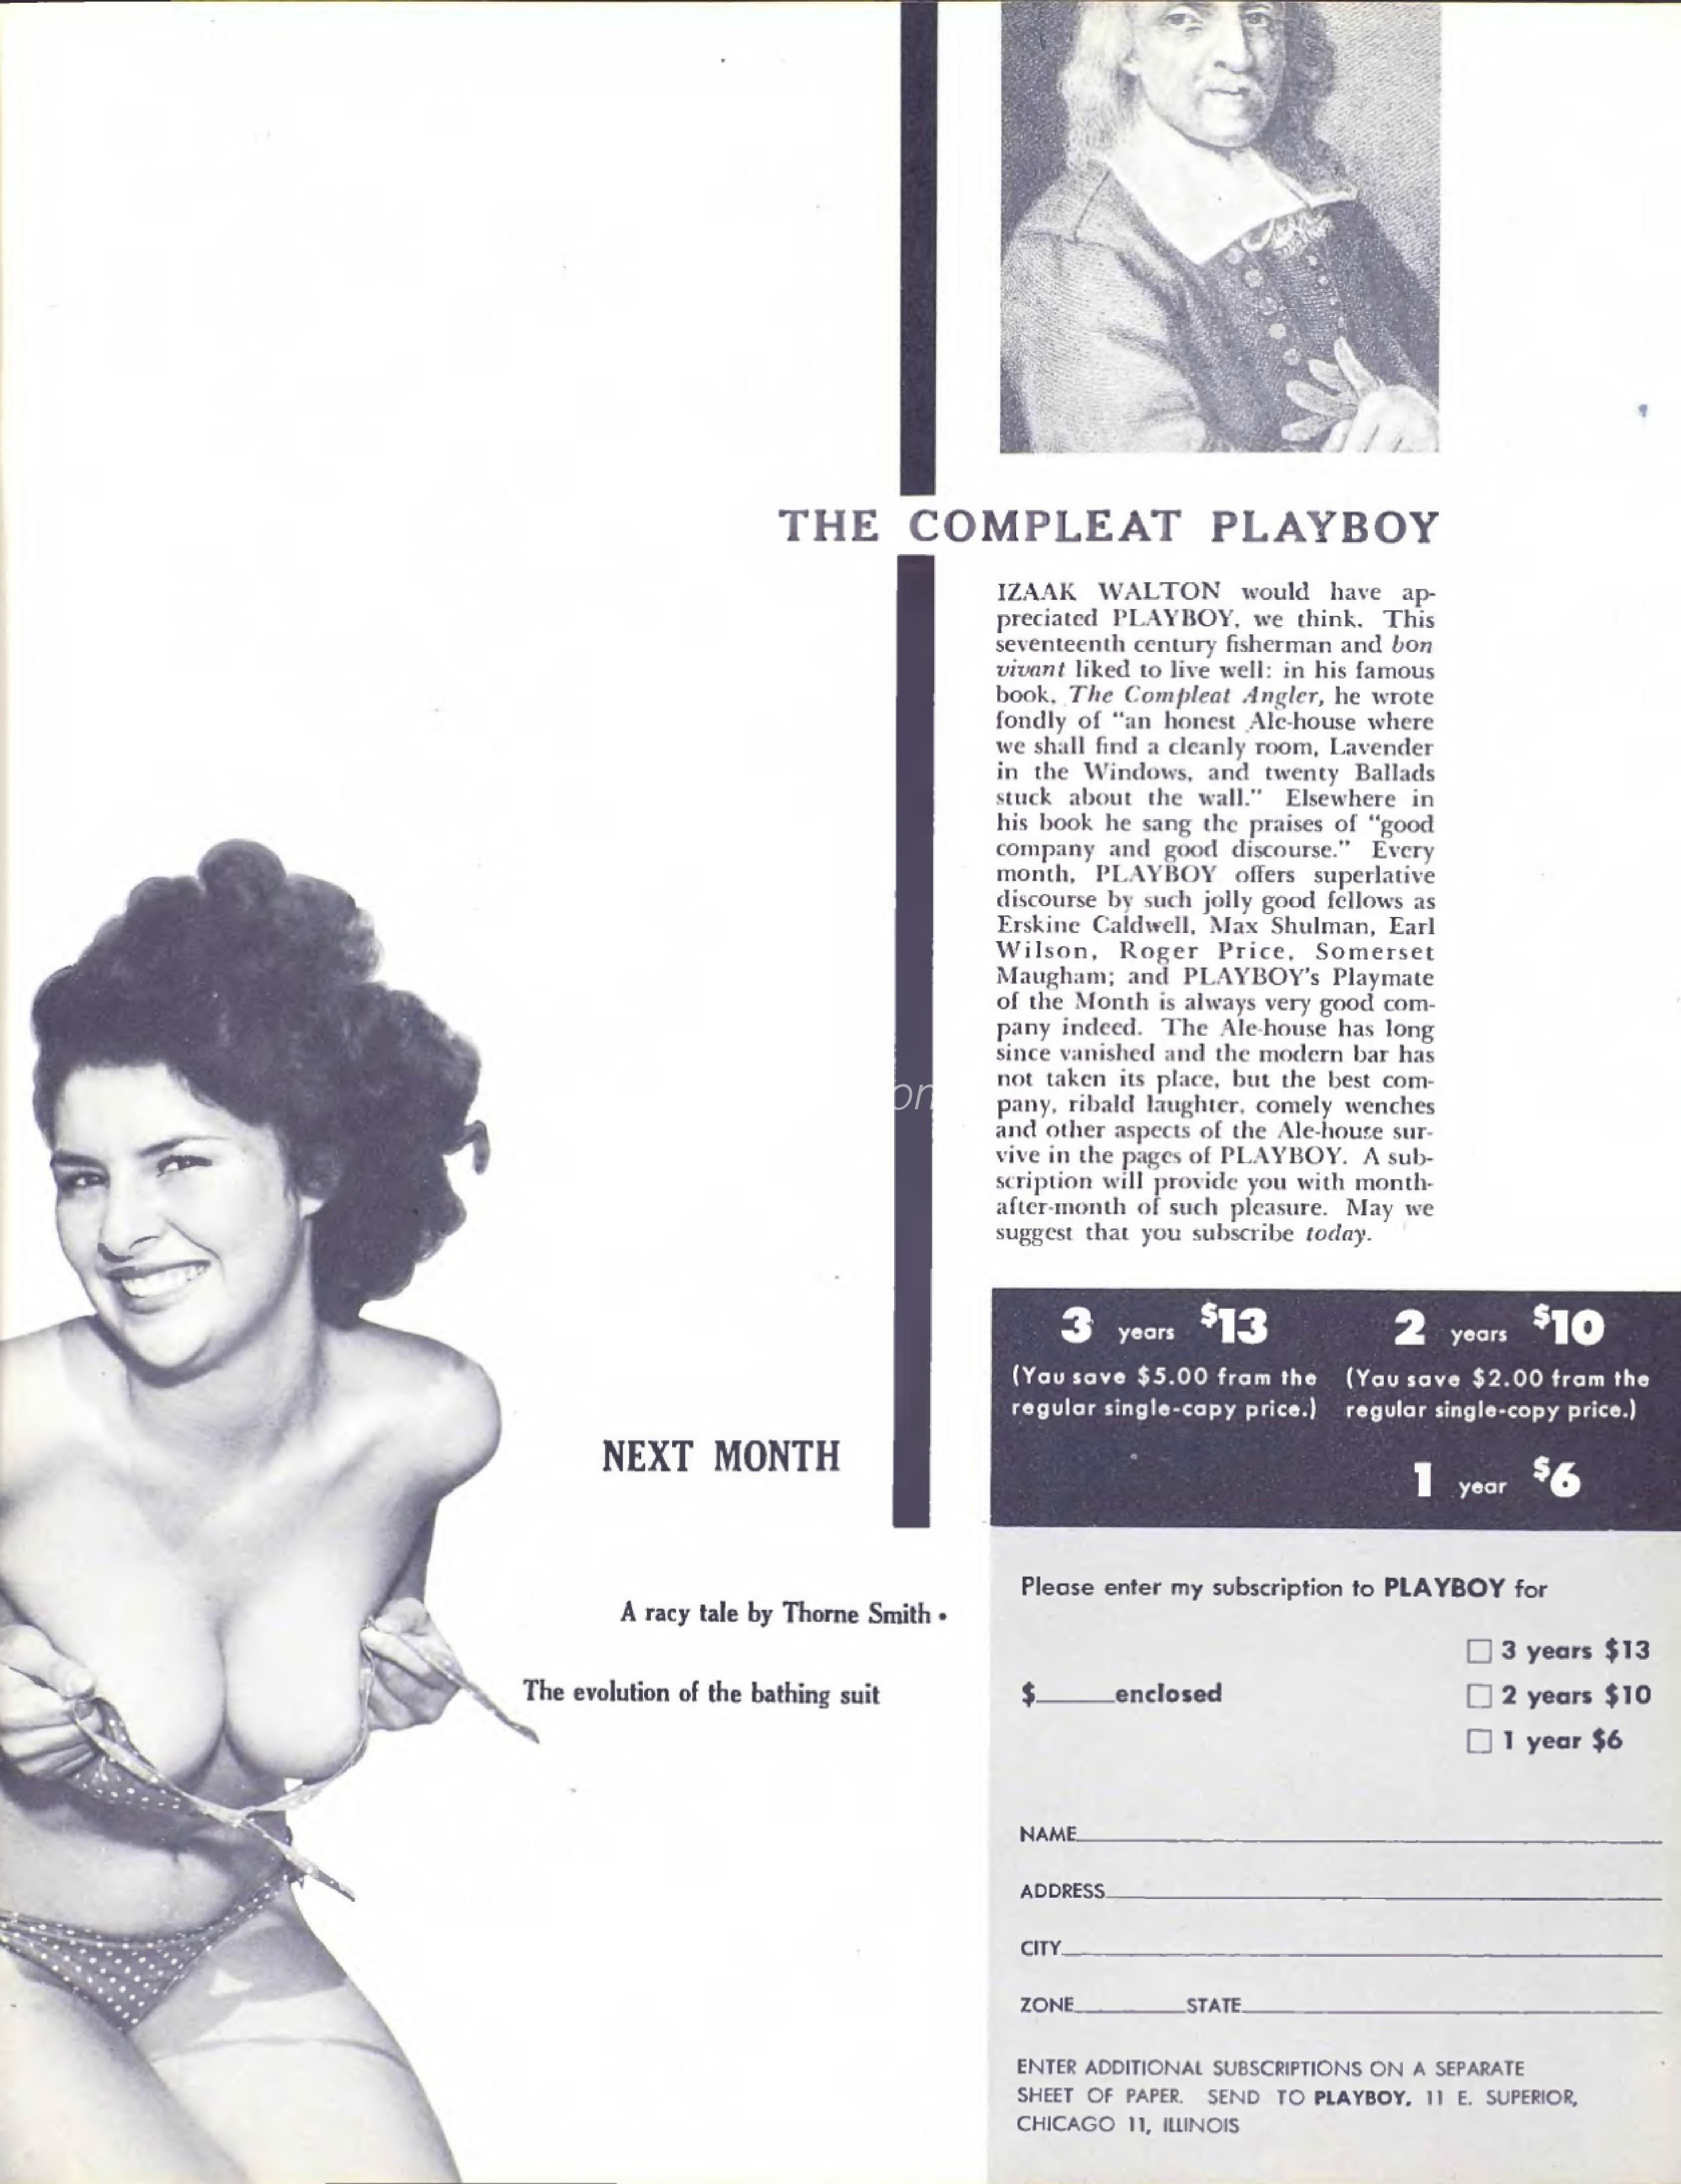 THE COMPLEAT PLAYBOY
IZAAK WALTON would have ap-
preciated PLAYBOY, we think. This
seventeenth century fisherman and bon
vivant liked to live well: in his famous
book, The Compleat Angler, he wrote
fondly of "an honest Ale-house where
we shall find a cleanly room, Lavender
in the Windows, and twenty Ballads
stuck about the wall." Elsewhere in
his book he sang the praises of "good
company and good discourse." Every
month, PLAYBOY offers superlative
discourse by such jolly good fellows as
Erskine Caldwell, Max Shulman, Earl
Wilson, Roger Price, Somerset
Maugham; and PLAYBOY's Playmate
of the Month is always very good com-
pany indeed. The Ale-house has long
since vanished and the modern bar has
not taken its place, but the best com-
pany, ribald laughter, comely wenches
and other aspects of the Ale-house sur-
vive in the pages of PLAYBOY. A sub-
scription will provide you with month-
after-month of such pleasure. May we
suggest that you subscribe today.
3 years $13
(You save $5.00 from the
regular single-copy price.)
2 years $10
(You save $2.00 from the
regular single-copy price.)
1 year $6
NEXT MONTH
A racy tale by Thorne Smith •
The evolution of the bathing suit
Please enter my subscription to PLAYBOY for
3 years $13
$ enclosed
2 years $10
1 year $6
NAME
ADDRESS
CITY
ZONE STATE
ENTER ADDITIONAL SUBSCRIPTIONS ON A SEPARATE
SHEET OF PAPER. SEND TO PLAYBOY, 11 E. SUPERIOR,
CHICAGO 11, ILLINOIS